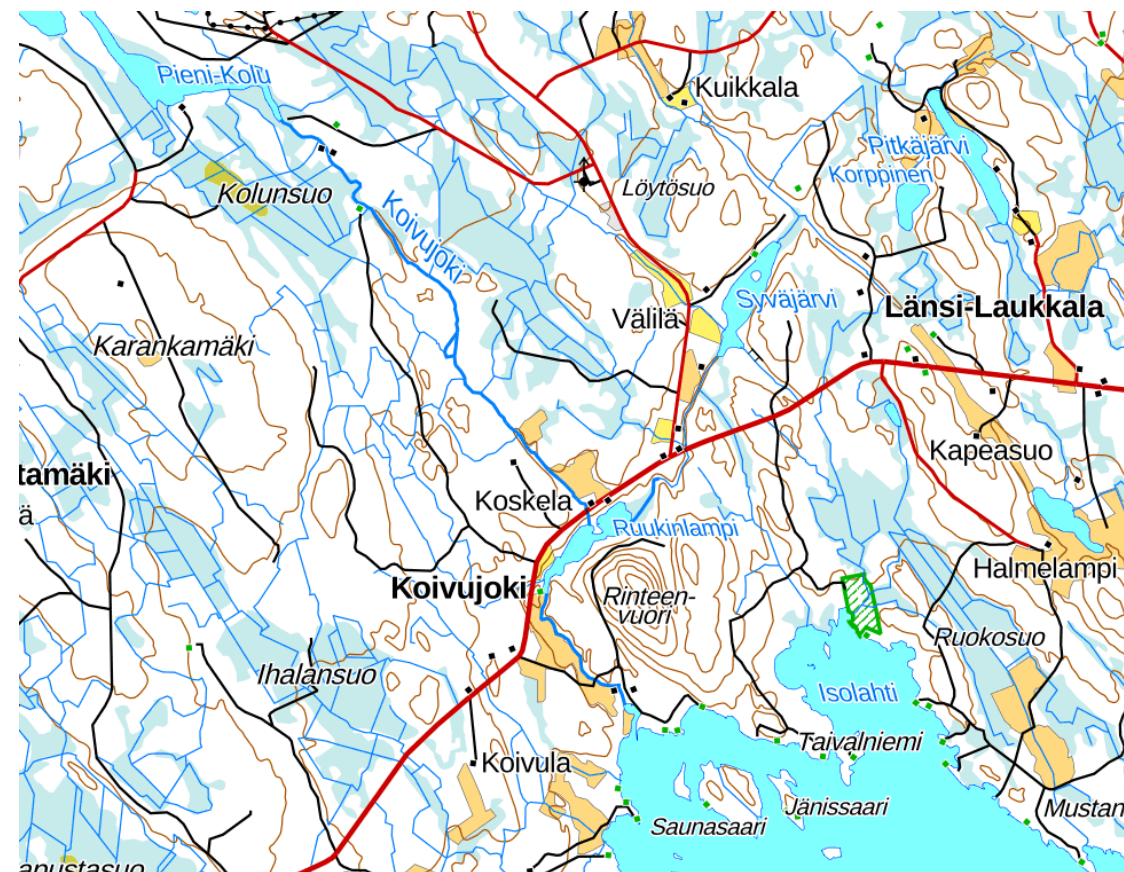 Pieni-Kolu
Kuikkala
Pitkäjärvi
Korppinen
Löytösuo
Kolunsuo
Koivujoki
Syväjärvi
Länsi-Laukkala
Välilä
Karankamäki
Kapeasuo
tamäki
ä
Koskela
Ruukinlampi
Halmelampi
Koivujoki
Rinteen-
vuori
Ruokosuo
Ihalansuo
Isolahti
Taivalniemi
Koivula
Jänissaari
Mustan
Saunasaari
apustasuo